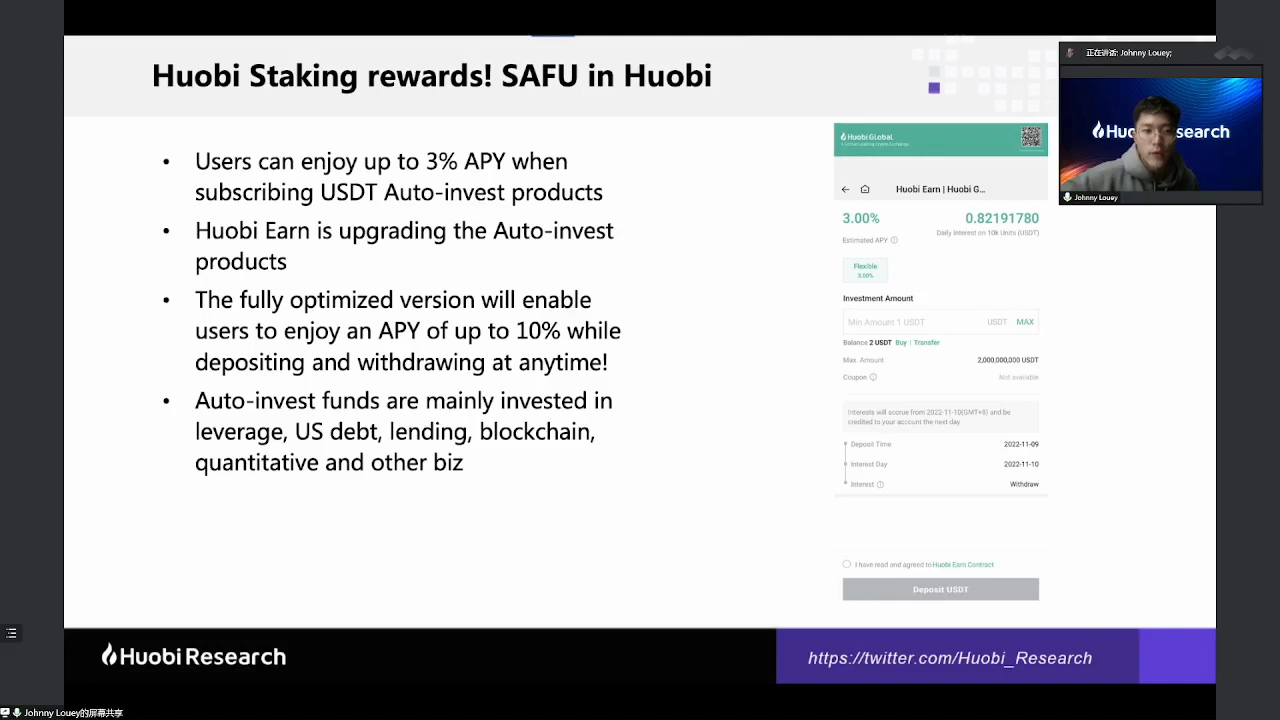 Huobi Staking rewards! SAFU in Huobi
正在讲话: Johnny Louey;
Huobi Research
Johnny Louey
• Users can enjoy up to 3% APY when
subscribing USDT Auto-invest products
• Huobi Earn is upgrading the Auto-invest
products
• The fully optimized version will enable
users to enjoy an APY of up to 10% while
depositing and withdrawing at anytime!
• Auto-invest funds are mainly invested in
leverage, US debt, lending, blockchain,
quantitative and other biz
Huobi Global
Huobi Earn | Huobi G...
3.00% 0.82191780
Estimated APY Daily Interest on 10k Units (USDT)
Flexible
3.00%
Investment Amount
Min Amount 1 USDT USDT MAX
Balance 2 USDT Buy | Transfer
Max. Amount 2,000,000,000 USDT
Coupon Not available
Interests will accrue from 2022-11-10(GMT+8) and be
credited to your account the next day
Deposit Time 2022-11-09
Interest Day 2022-11-10
Interest Withdraw
I have read and agreed to Huobi Earn Contract
Deposit USDT
Huobi Research
https://twitter.com/Huobi_Research
Johnny Louey的屏幕共享